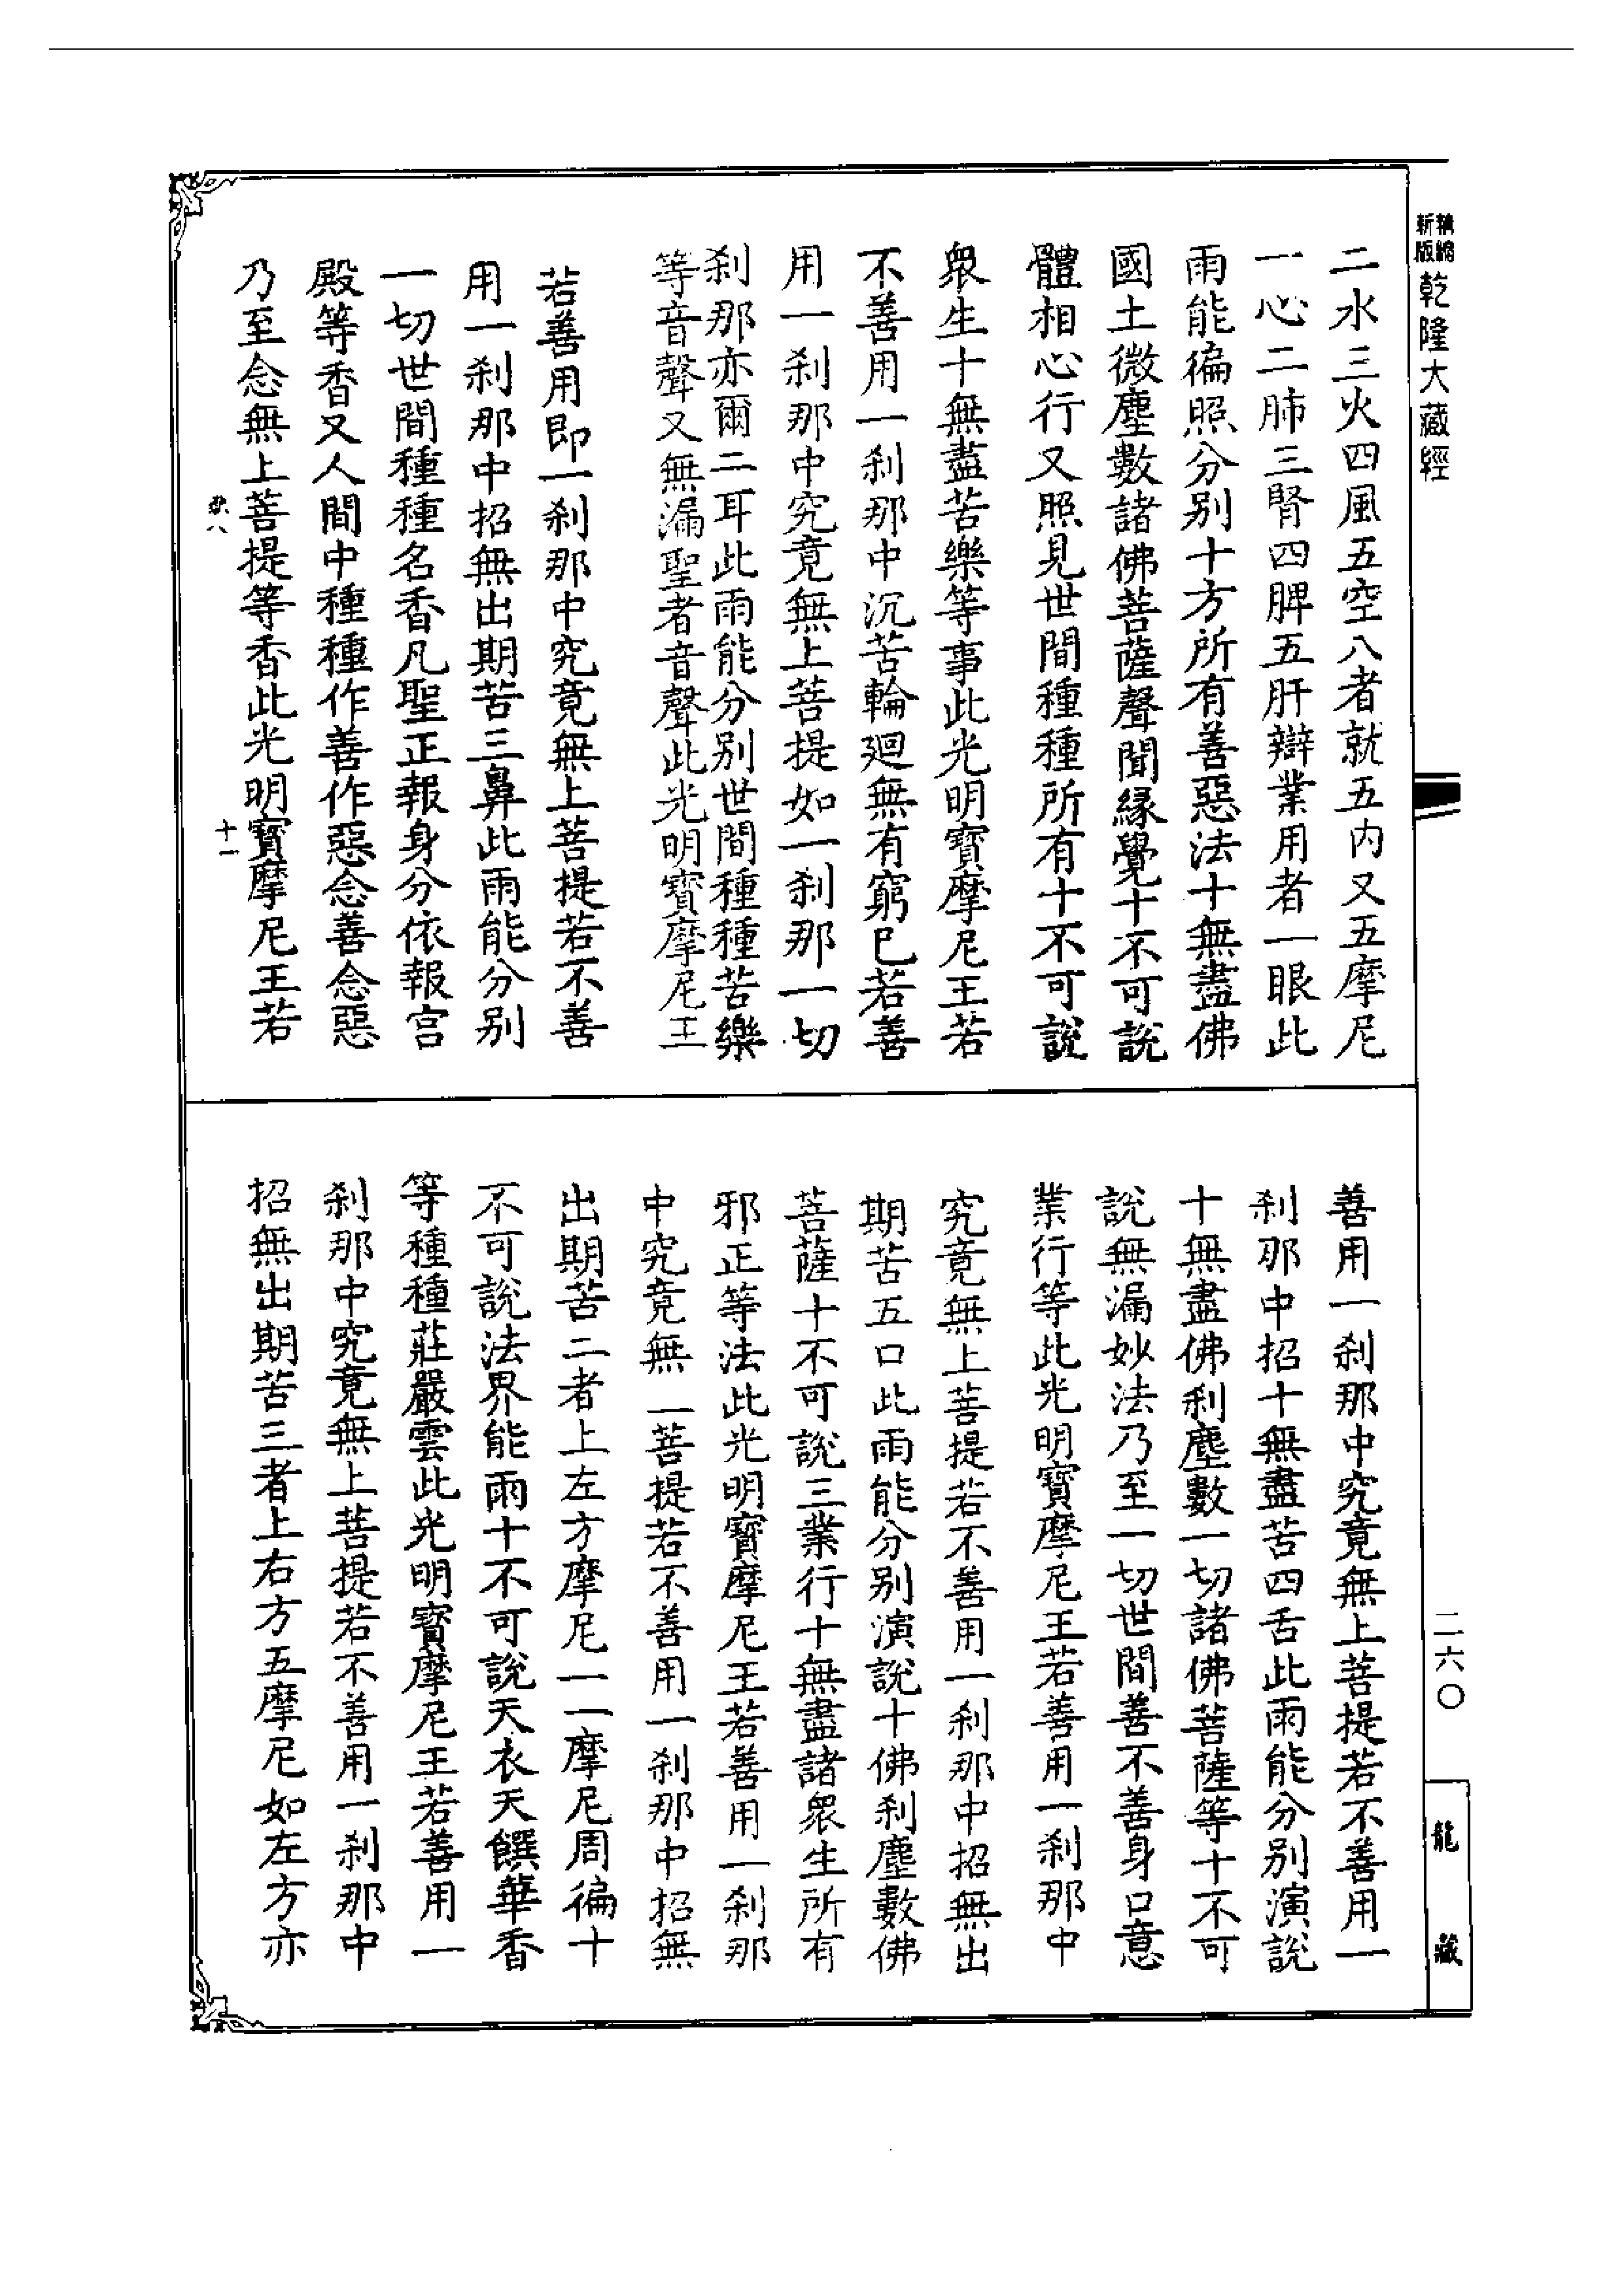 新版精縮
乾隆大藏經
二水三火四風五空八者就五內又五摩尼
一心二肺三腎四脾五肝辯業用者一眼此
雨能徧照分別十方所有善惡法十無盡佛
國土微塵數諸佛菩薩聲聞緣覺十不可說
體相心行又照見世間種種所有十不可說
眾生十無盡苦樂等事此光明寶摩尼王若
不善用一刹那中沉苦輪迴無有窮已若善
用一刹那中究竟無上菩提如一刹那一切
刹那亦爾二耳此雨能分別世間種種苦樂
等音聲又無漏聖者音聲此光明寶摩尼王
若善用即一刹那中究竟無上菩提若不善
用一刹那中招無出期苦三鼻此雨能分別
一切世間種種名香凡聖正報身分依報宮
殿等香又人間中種種作善作惡念善念惡
乃至念無上菩提等香此光明寶摩尼王若
十一
善用一刹那中究竟無上菩提若不善用一
刹那中招十無盡苦四舌此雨能分別演說
十無盡佛刹塵數一切諸佛菩薩等十不可
說無漏妙法乃至一切世間善不善身口意
業行等此光明寶摩尼王若善用一刹那中
究竟無上菩提若不善用一刹那中招無出
期苦五口此雨能分別演說十佛刹塵數佛
菩薩十不可說三業行十無盡諸眾生所有
邪正等法此光明寶摩尼王若善用一刹那
中究竟無一菩提若不善用一刹那中招無
出期苦二者上左方摩尼一一摩尼周徧十
不可說法界能雨十不可說天衣天饌華香
等種種莊嚴雲此光明寶摩尼王若善用一
刹那中究竟無上菩提若不善用一刹那中
招無出期苦三者上右方五摩尼如左方亦
二六〇
龍藏